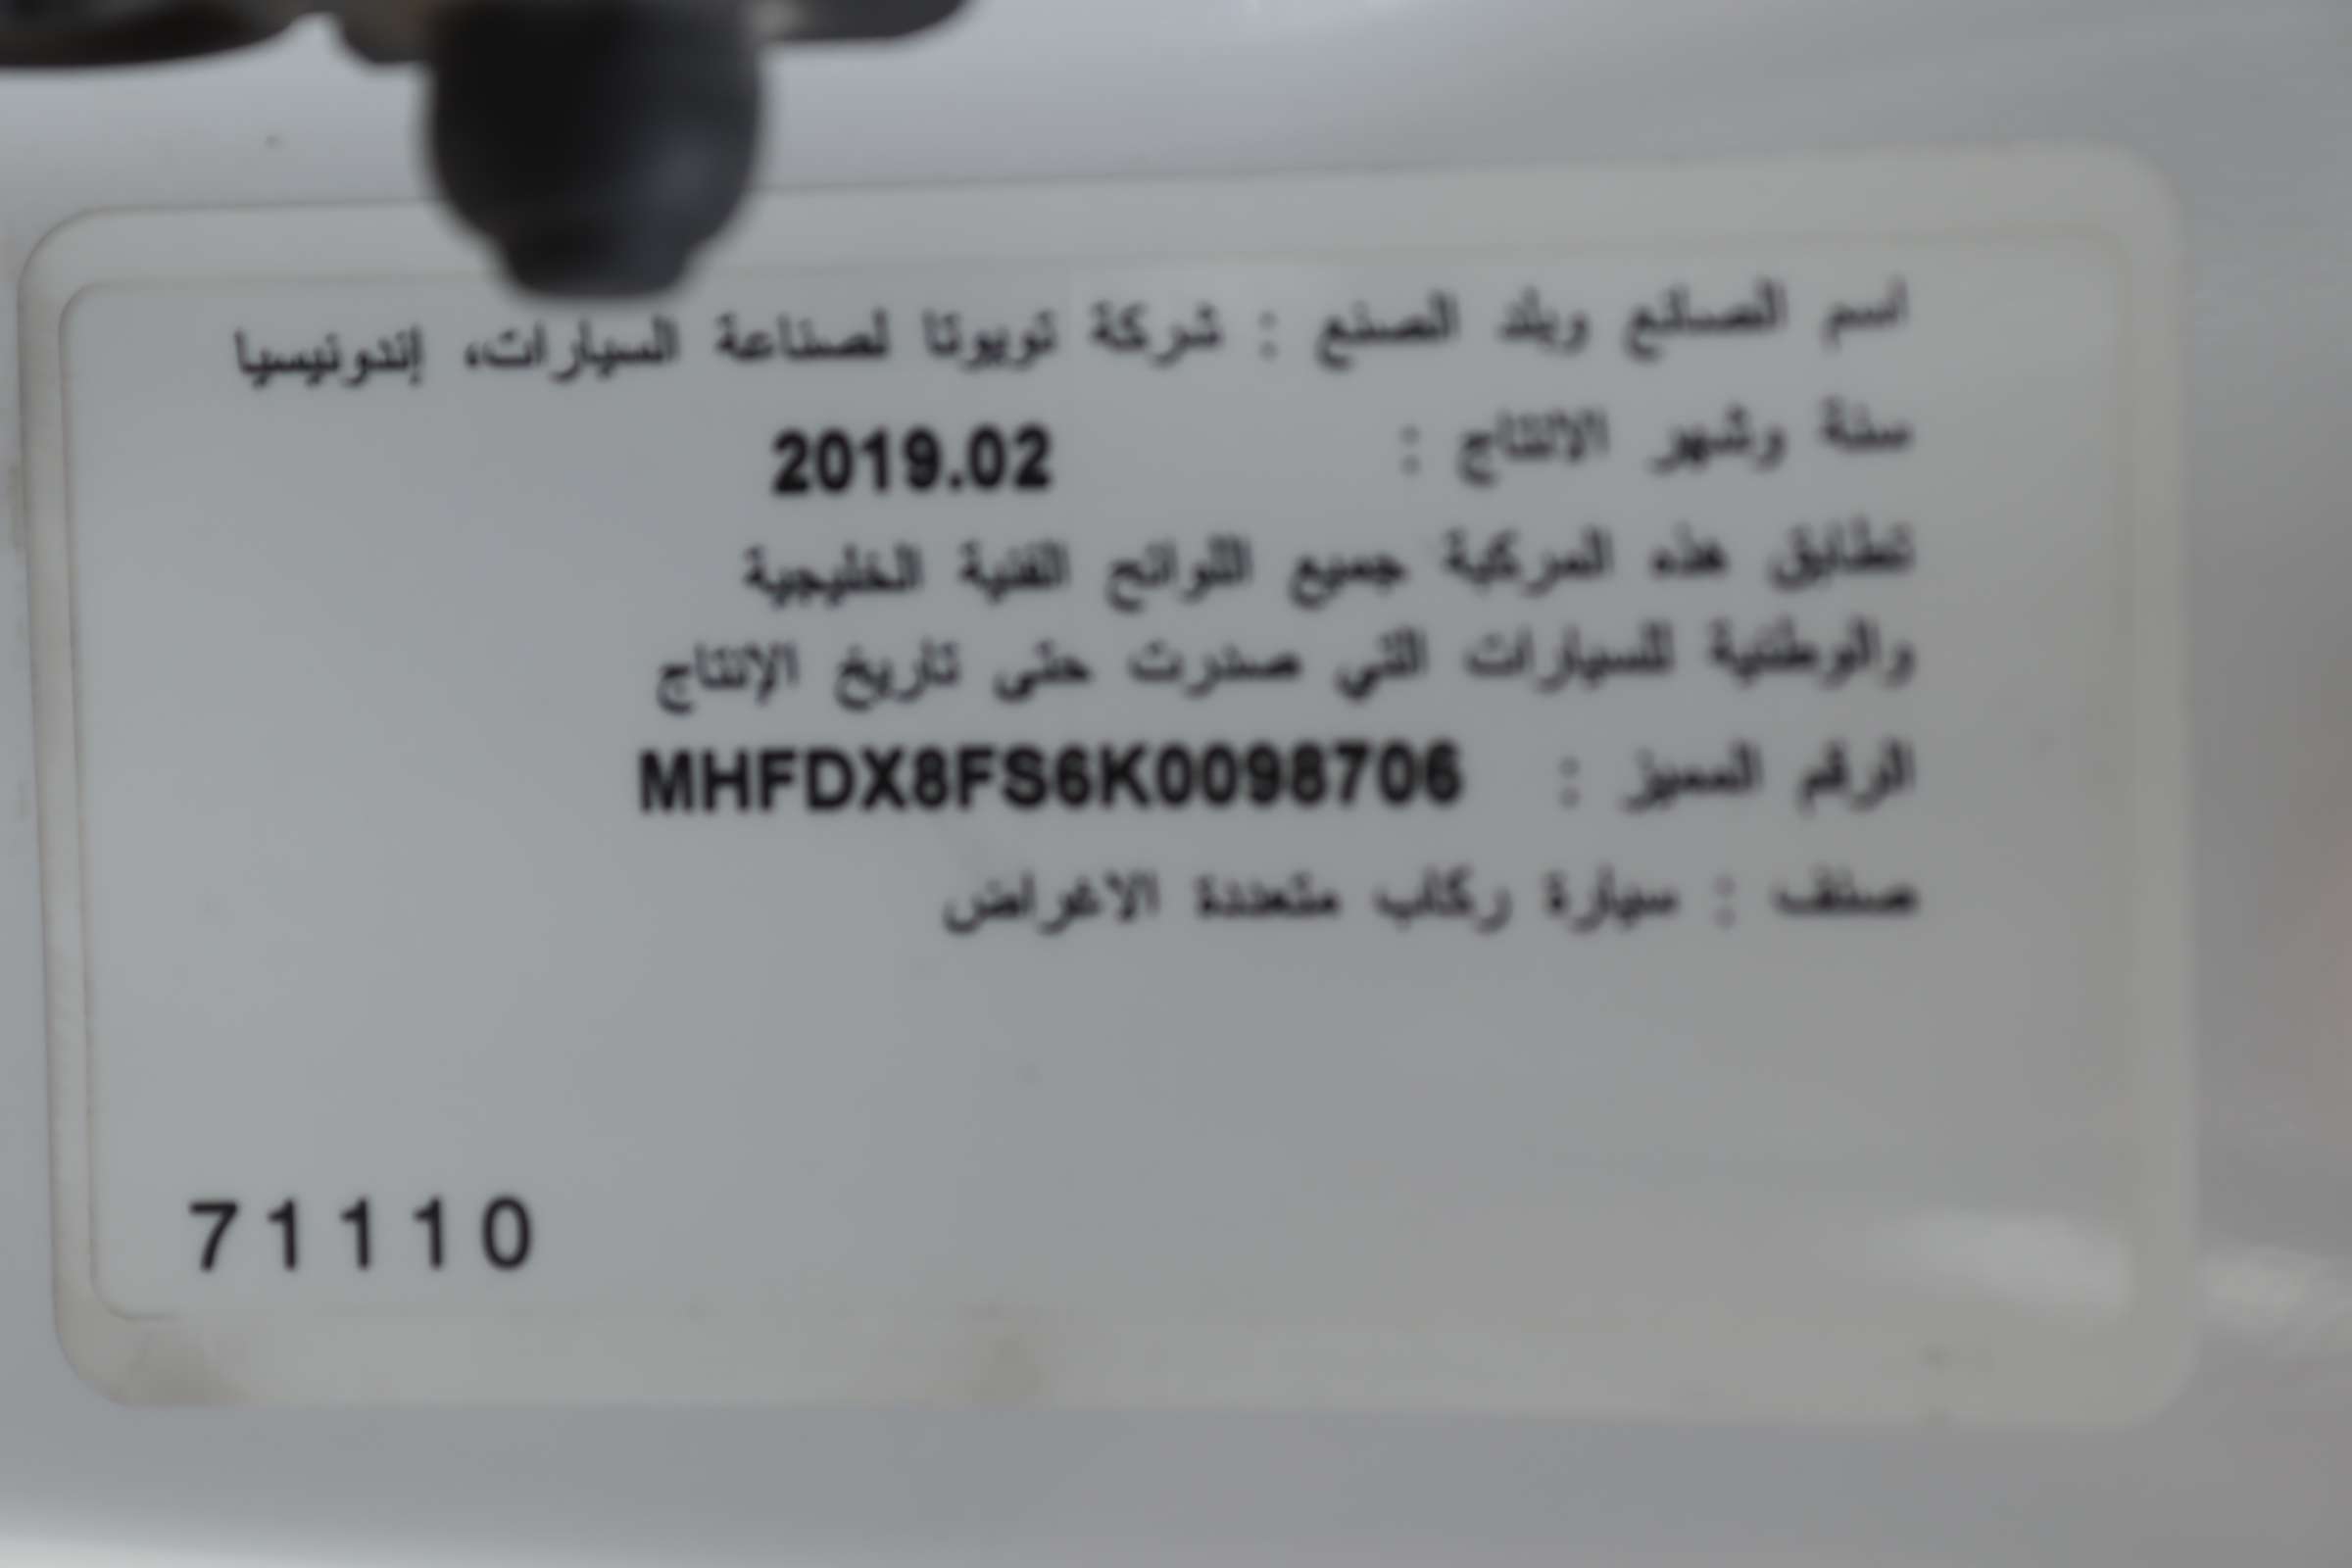 اسم الصانع وبلد الصنع : شركة تويوتا لصناعة السيارات، إندونيسيا
سنة وشهر الانتاج : 2019.02
تطابق هذه المركبة جميع اللوائح الفنية الخليجية
والوطنية للسيارات التي صدرت حتى تاريخ الإنتاج
الرقم المميز : MHFDX8FS6K0098706
صنف : سيارة ركاب متعددة الاغراض
71110